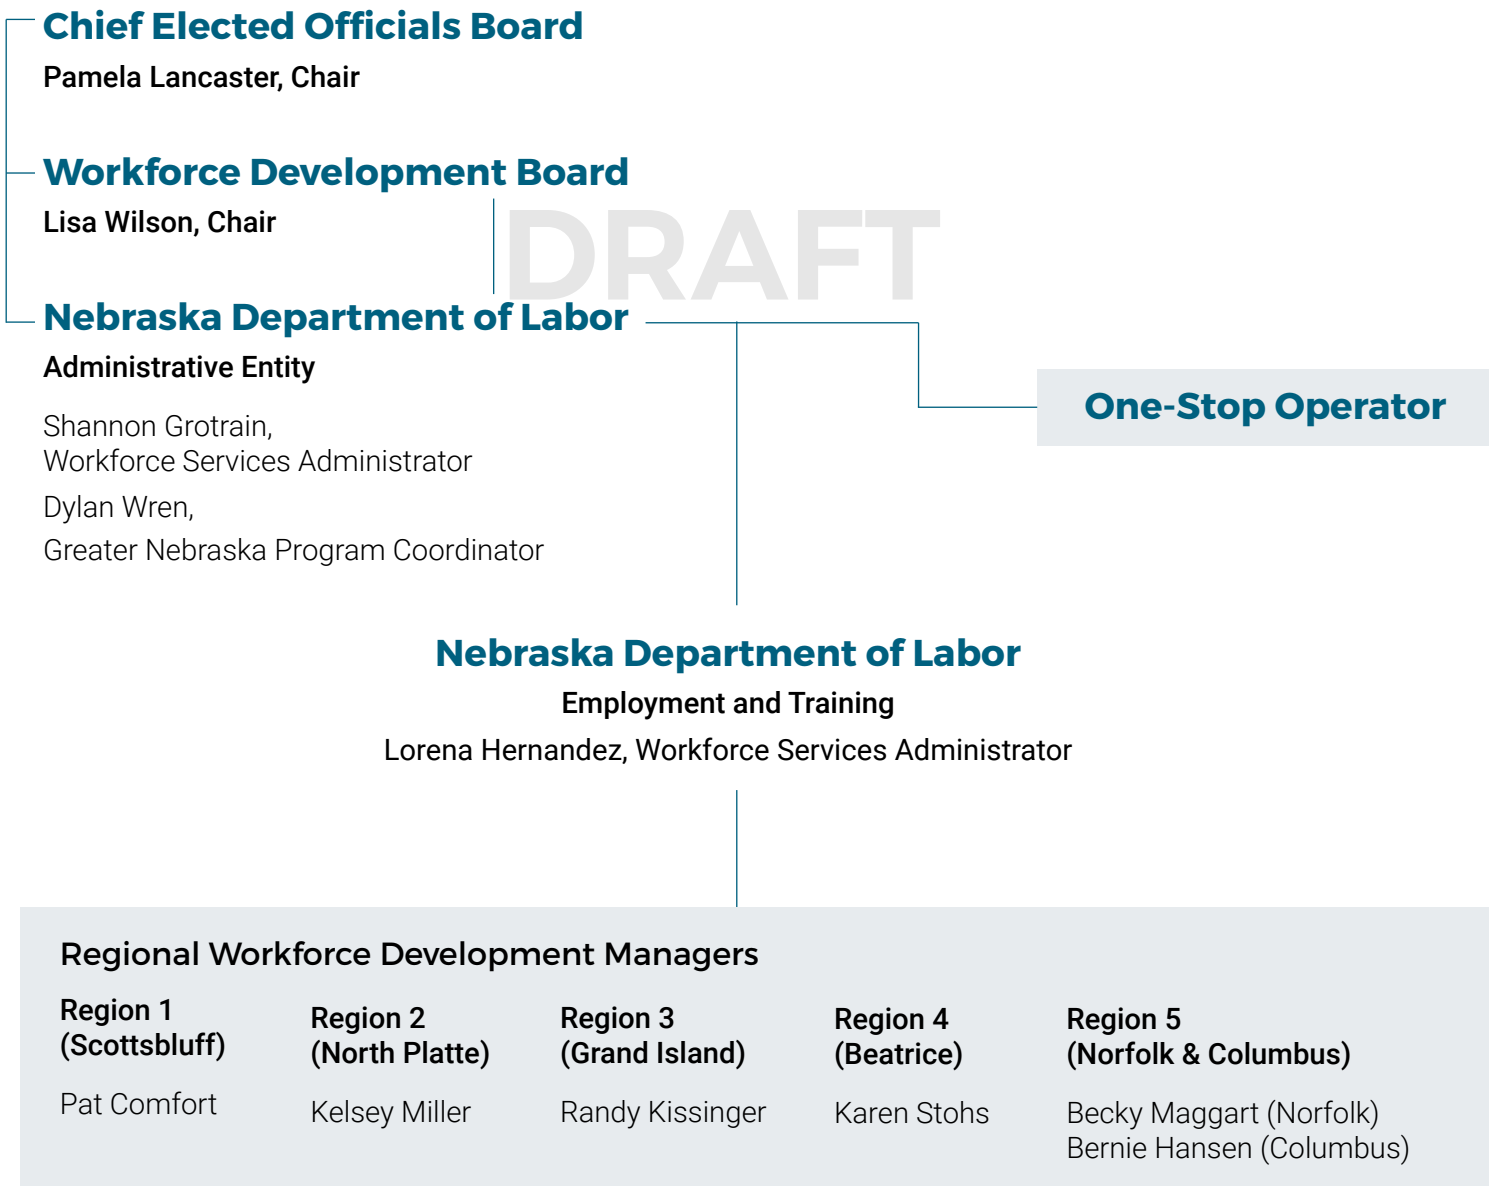 Chief Elected Officials Board
Pamela Lancaster, Chair
Workforce Development Board
Lisa Wilson, Chair
DRAFT
Nebraska Department of Labor
Administrative Entity
Shannon Grotrain,
Workforce Services Administrator
Dylan Wren,
Greater Nebraska Program Coordinator
One-Stop Operator
Nebraska Department of Labor
Employment and Training
Lorena Hernandez, Workforce Services Administrator
Regional Workforce Development Managers
Region 1
(Scottsbluff)
Pat Comfort
Region 2
(North Platte)
Kelsey Miller
Region 3
(Grand Island)
Randy Kissinger
Region 4
(Beatrice)
Karen Stohs
Region 5
(Norfolk & Columbus)
Becky Maggart (Norfolk)
Bernie Hansen (Columbus)